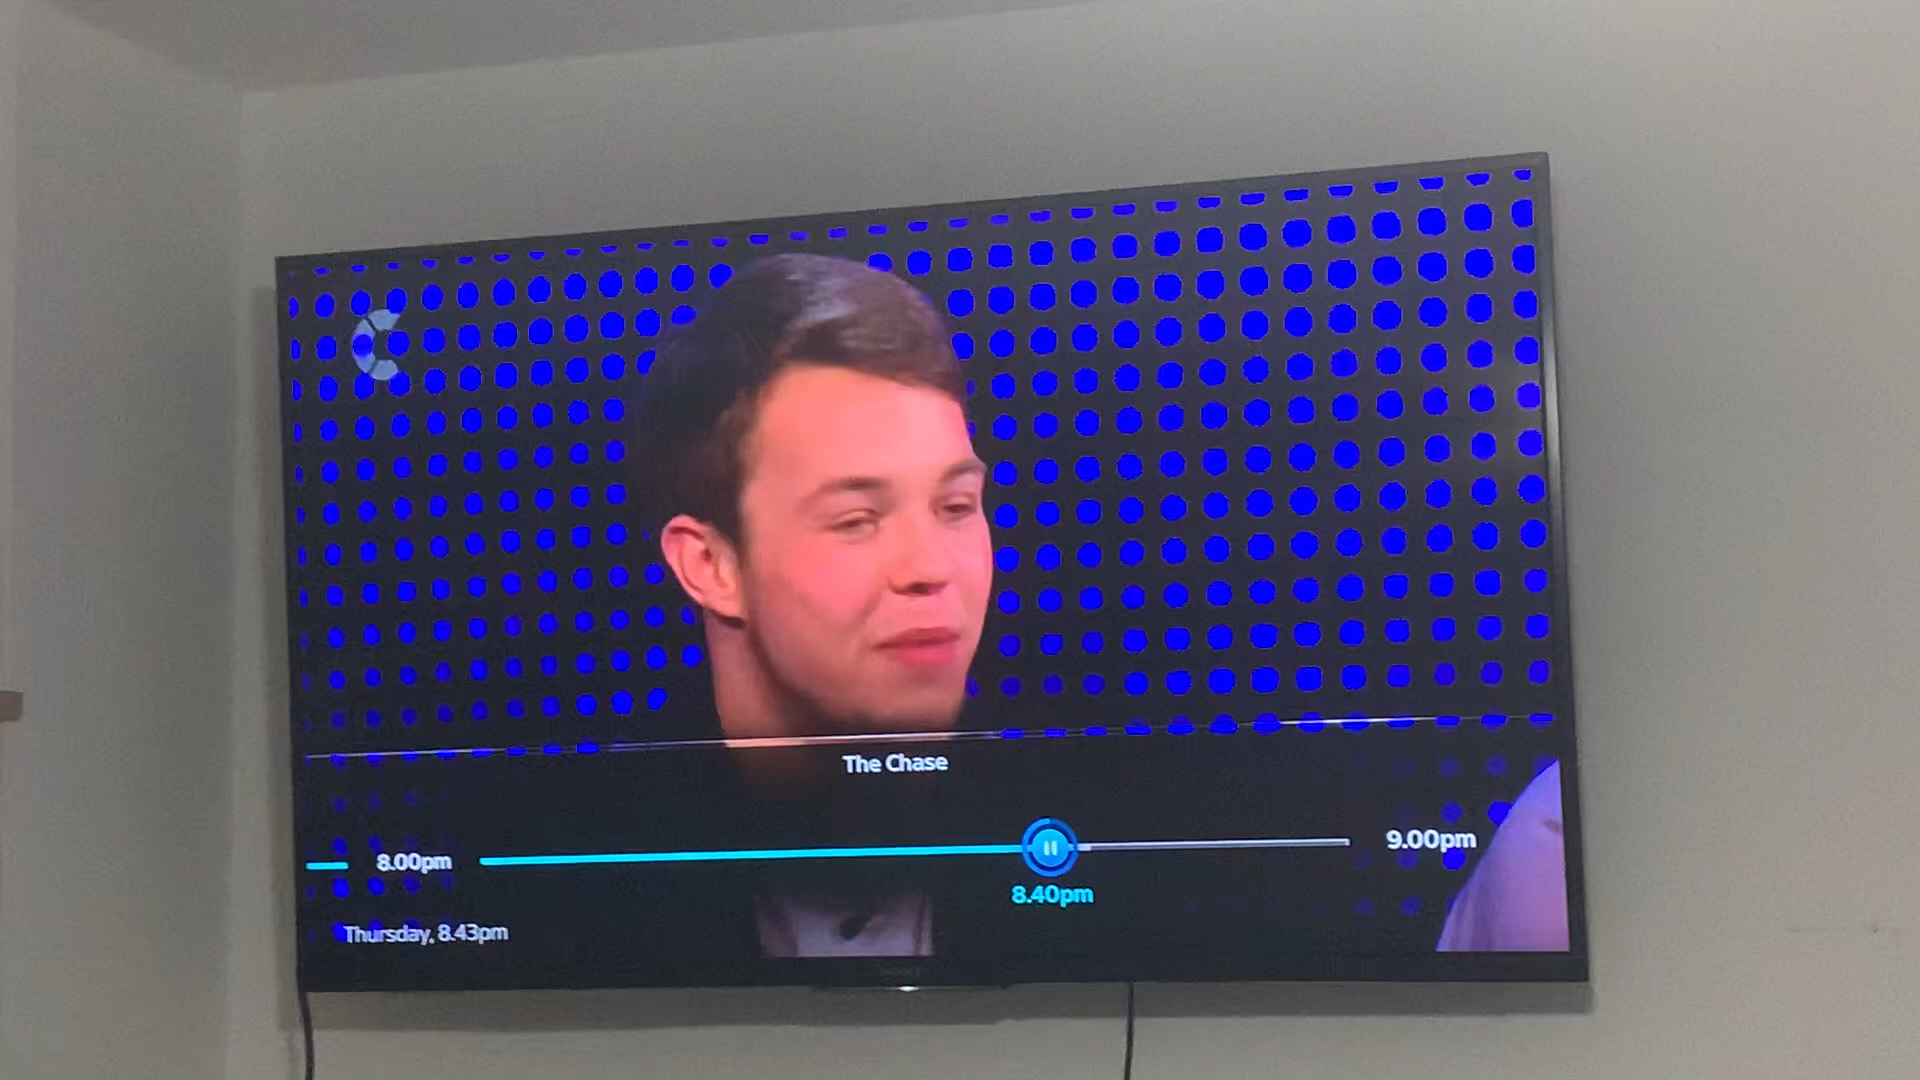 The Chase
8.00pm
9.00pm
8.40pm
Thursday, 8.43pm